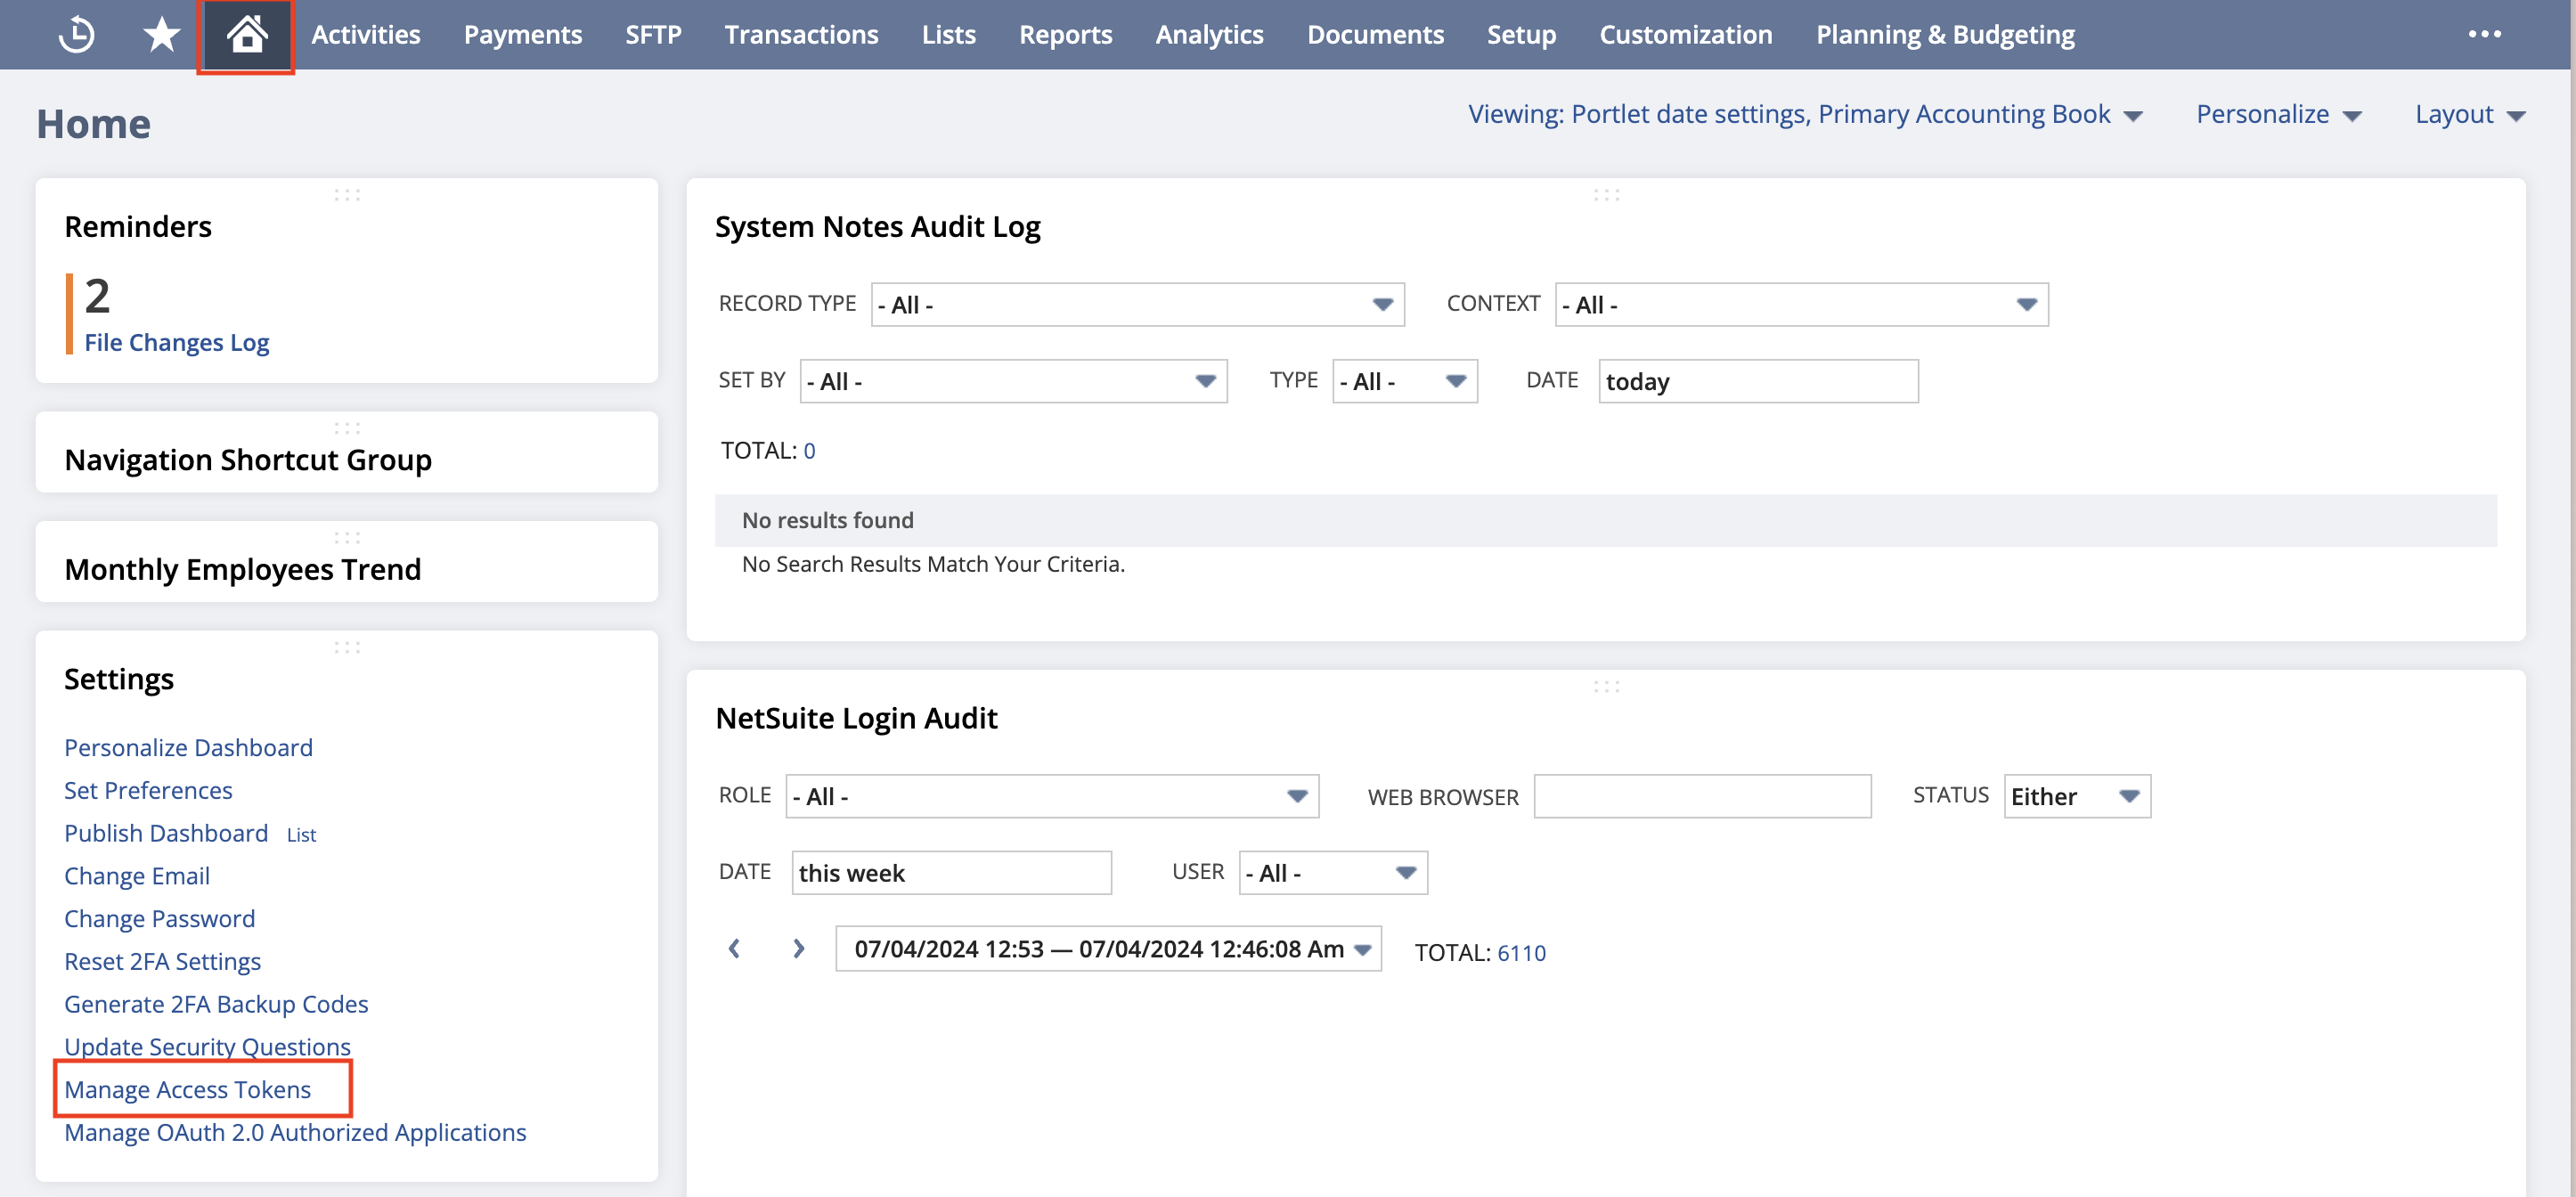 Activities Payments SFTP Transactions Lists Reports Analytics Documents Setup Customization Planning & Budgeting
Home
Viewing: Portlet date settings, Primary Accounting Book Personalize Layout
Reminders
2
File Changes Log
Navigation Shortcut Group
Monthly Employees Trend
Settings
Personalize Dashboard
Set Preferences
Publish Dashboard List
Change Email
Change Password
Reset 2FA Settings
Generate 2FA Backup Codes
Update Security Questions
Manage Access Tokens
Manage OAuth 2.0 Authorized Applications
System Notes Audit Log
RECORD TYPE - All - CONTEXT - All -
SET BY - All - TYPE - All - DATE today
TOTAL: 0
No results found
No Search Results Match Your Criteria.
NetSuite Login Audit
ROLE - All - WEB BROWSER STATUS Either
DATE this week USER - All -
07/04/2024 12:53 — 07/04/2024 12:46:08 Am TOTAL: 6110